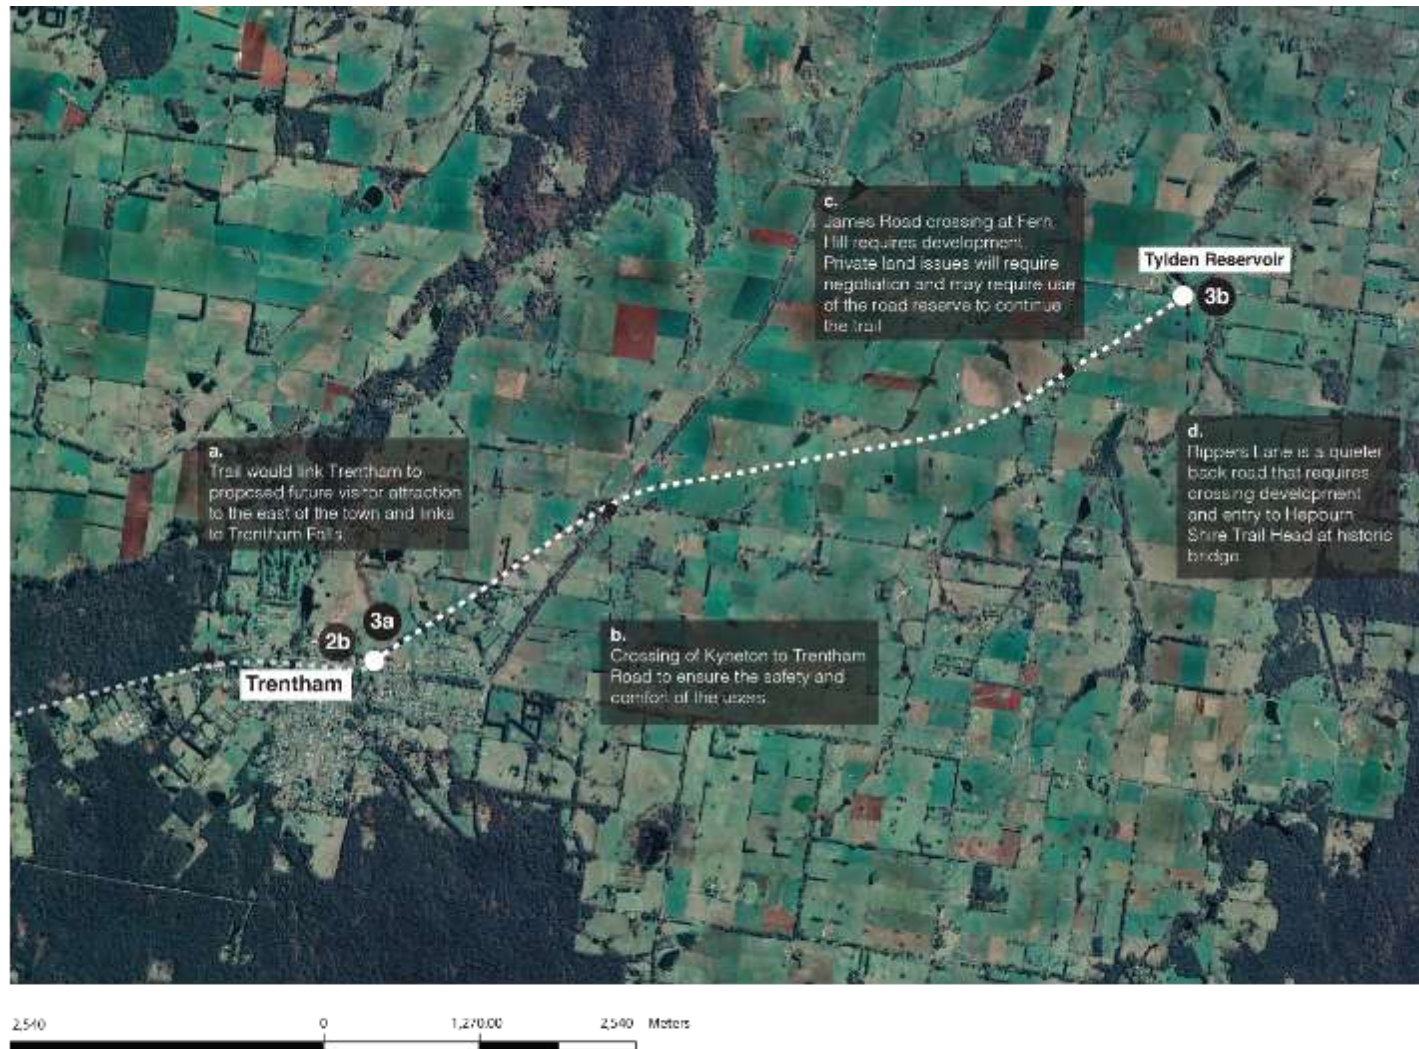 c.
James Road crossing at Fern
Hill requires development.
Private land issues will require
negotiation and may require use
of the road reserve to continue
the trail
Tylden Reservoir
3b
d.
Rippers Lane is a quieter
back road that requires
crossing development
and entry to Hepburn
Shire Trail Head at historic
bridge.
a.
Trail would link Trentham to
proposed future visitor attraction
to the east of the town and links
to Trentham Falls.
3a
2b
Trentham
b.
Crossing of Kyneton to Trentham
Road to ensure the safety and
comfort of the users.
2,540 0 1,270.00 2,540 Meters